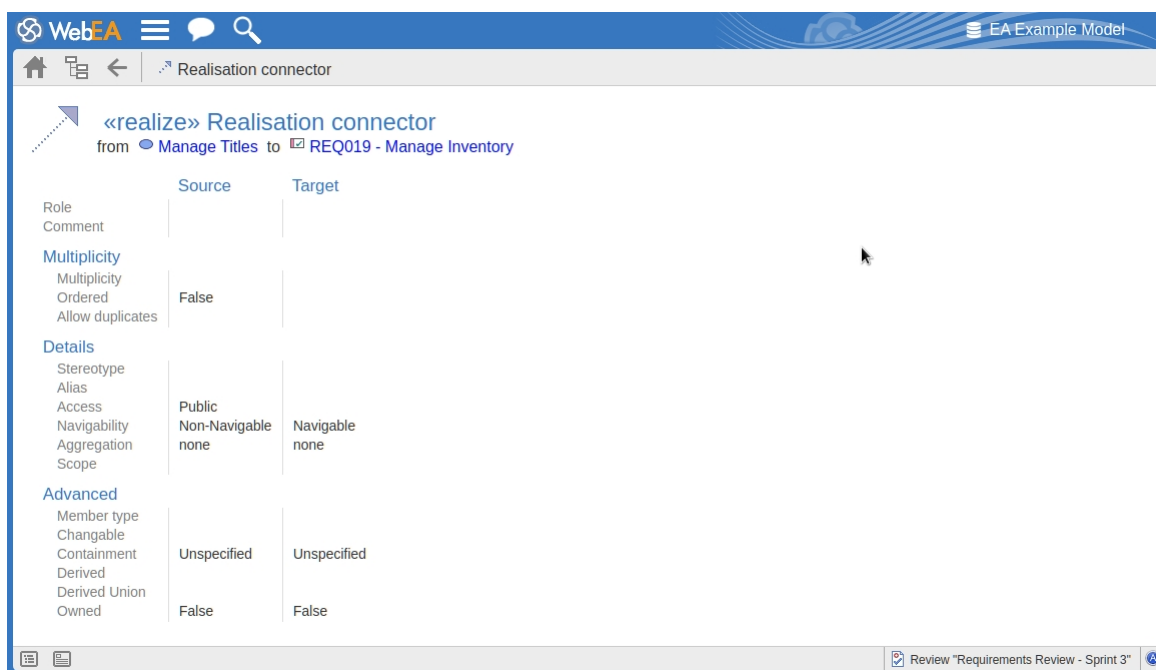 WebEA
EA Example Model
Realisation connector
«realize» Realisation connector
from Manage Titles to REQ019 - Manage Inventory
Source Target
Role
Comment
Multiplicity
Multiplicity
Ordered False
Allow duplicates
Details
Stereotype
Alias
Access Public
Navigability Non-Navigable Navigable
Aggregation none none
Scope
Advanced
Member type
Changable
Containment Unspecified Unspecified
Derived
Derived Union
Owned False False
Review "Requirements Review - Sprint 3"